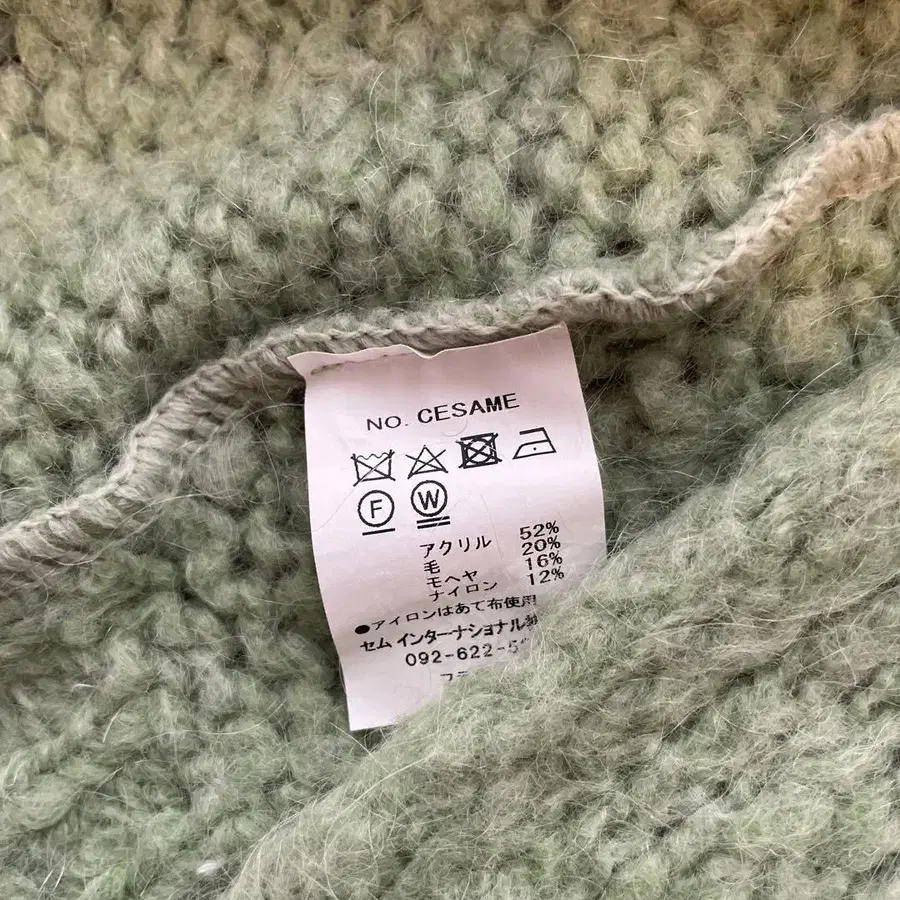 NO. CESAME
F W
アクリル 52%
毛 20%
モヘヤ 16%
ナイロン 12%
●アイロンはあて布使用
セム インターナショナル
092-622-5